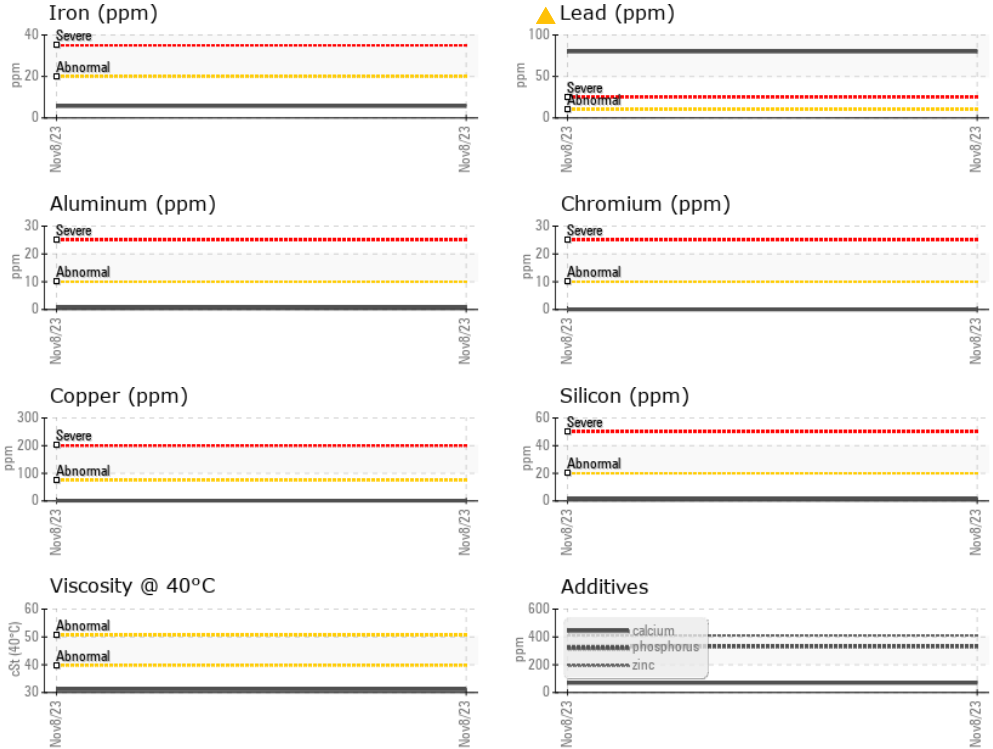 Iron (ppm)
ppm
40
20
0
Severe
Abnormal
Nov8/23
Nov8/23
Lead (ppm)
ppm
100
50
0
Severe
Abnormal
Nov8/23
Nov8/23
Aluminum (ppm)
ppm
30
20
10
0
Severe
Abnormal
Nov8/23
Nov8/23
Chromium (ppm)
ppm
30
20
10
0
Severe
Abnormal
Nov8/23
Nov8/23
Copper (ppm)
ppm
300
200
100
0
Severe
Abnormal
Nov8/23
Nov8/23
Silicon (ppm)
ppm
60
40
20
0
Severe
Abnormal
Nov8/23
Nov8/23
Viscosity @ 40°C
cSt (40°C)
60
50
40
30
Abnormal
Abnormal
Nov8/23
Nov8/23
Additives
ppm
600
400
200
0
calcium
phosphorus
zinc
Nov8/23
Nov8/23